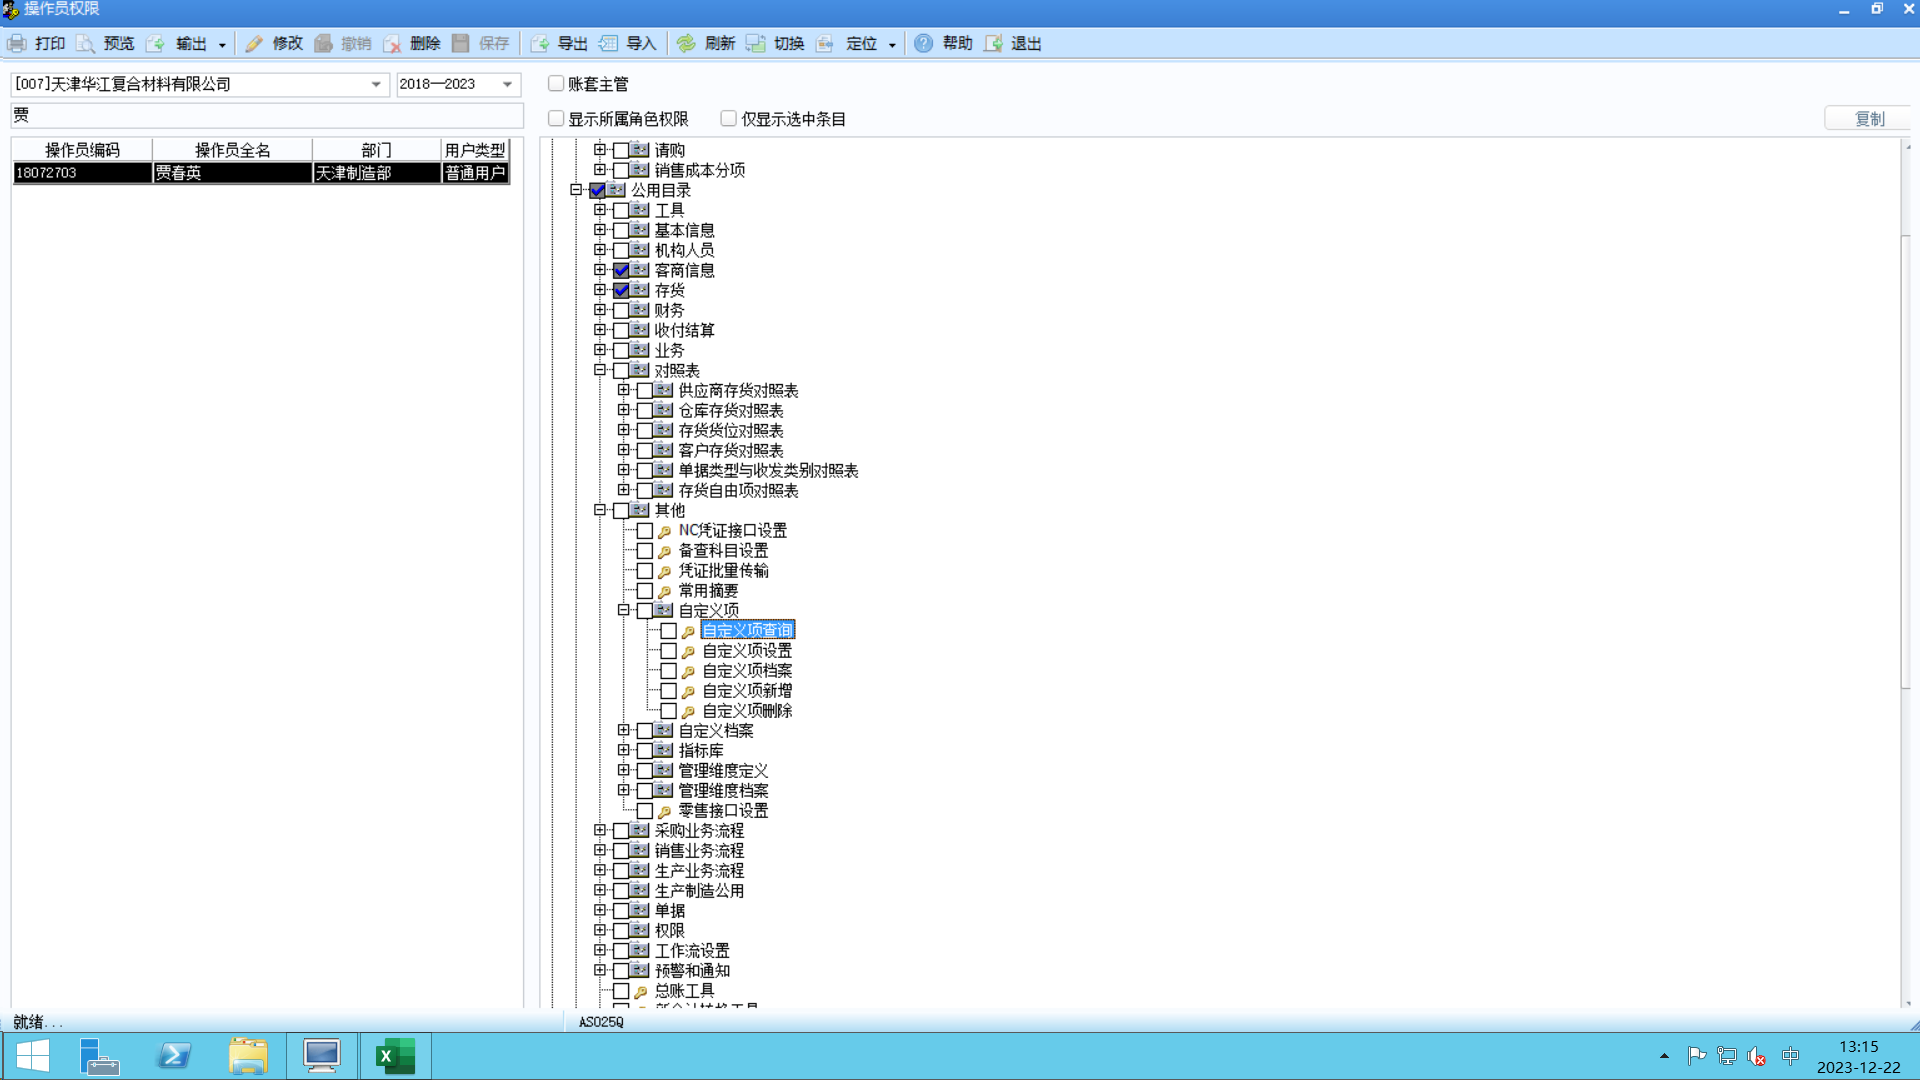 操作员权限
打印 预览 输出 修改 撤销 删除 保存 导出 导入 刷新 切换 定位 帮助 退出
[007]天津华江复合材料有限公司 2018—2023 账套主管
贾 显示所属角色权限 仅显示选中条目 复制
操作员编码 操作员全名 部门 用户类型
18072703 贾春英 天津制造部 普通用户
请购
销售成本分项
公用目录
工具
基本信息
机构人员
客商信息
存货
财务
收付结算
业务
对照表
供应商存货对照表
仓库存货对照表
存货货位对照表
客户存货对照表
单据类型与收发类别对照表
存货自由项对照表
其他
NC凭证接口设置
备查科目设置
凭证批量传输
常用摘要
自定义项
自定义项查询
自定义项设置
自定义项档案
自定义项新增
自定义项删除
自定义档案
指标库
管理维度定义
管理维度档案
零售接口设置
采购业务流程
销售业务流程
生产业务流程
生产制造公用
单据
权限
工作流设置
预警和通知
总账工具
就绪... AS025Q
中 13:15
2023-12-22